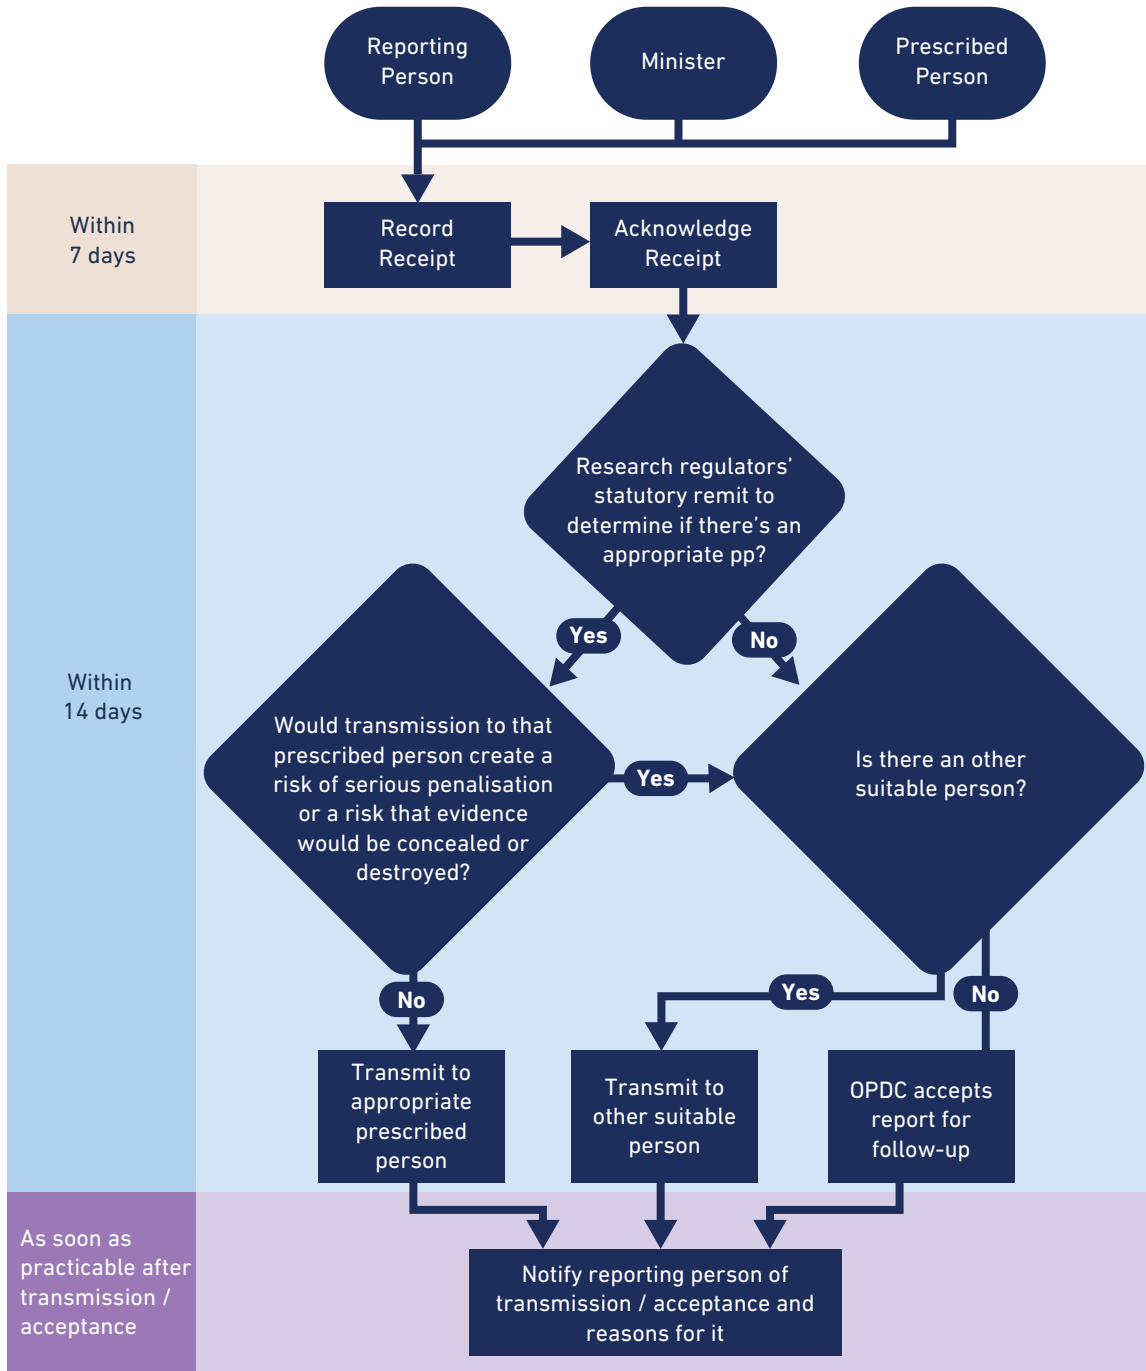 Reporting
Person
Minister
Prescribed
Person
Within
7 days
Record
Receipt
Acknowledge
Receipt
Within
14 days
Research regulators’
statutory remit to
determine if there’s an
appropriate pp?
Yes
No
Would transmission to that
prescribed person create a
risk of serious penalisation
or a risk that evidence
would be concealed or
destroyed?
Yes
Is there an other
suitable person?
No
Yes
No
Transmit to
appropriate
prescribed
person
Transmit to
other suitable
person
OPDC accepts
report for
follow-up
As soon as
practicable after
transmission /
acceptance
Notify reporting person of
transmission / acceptance and
reasons for it